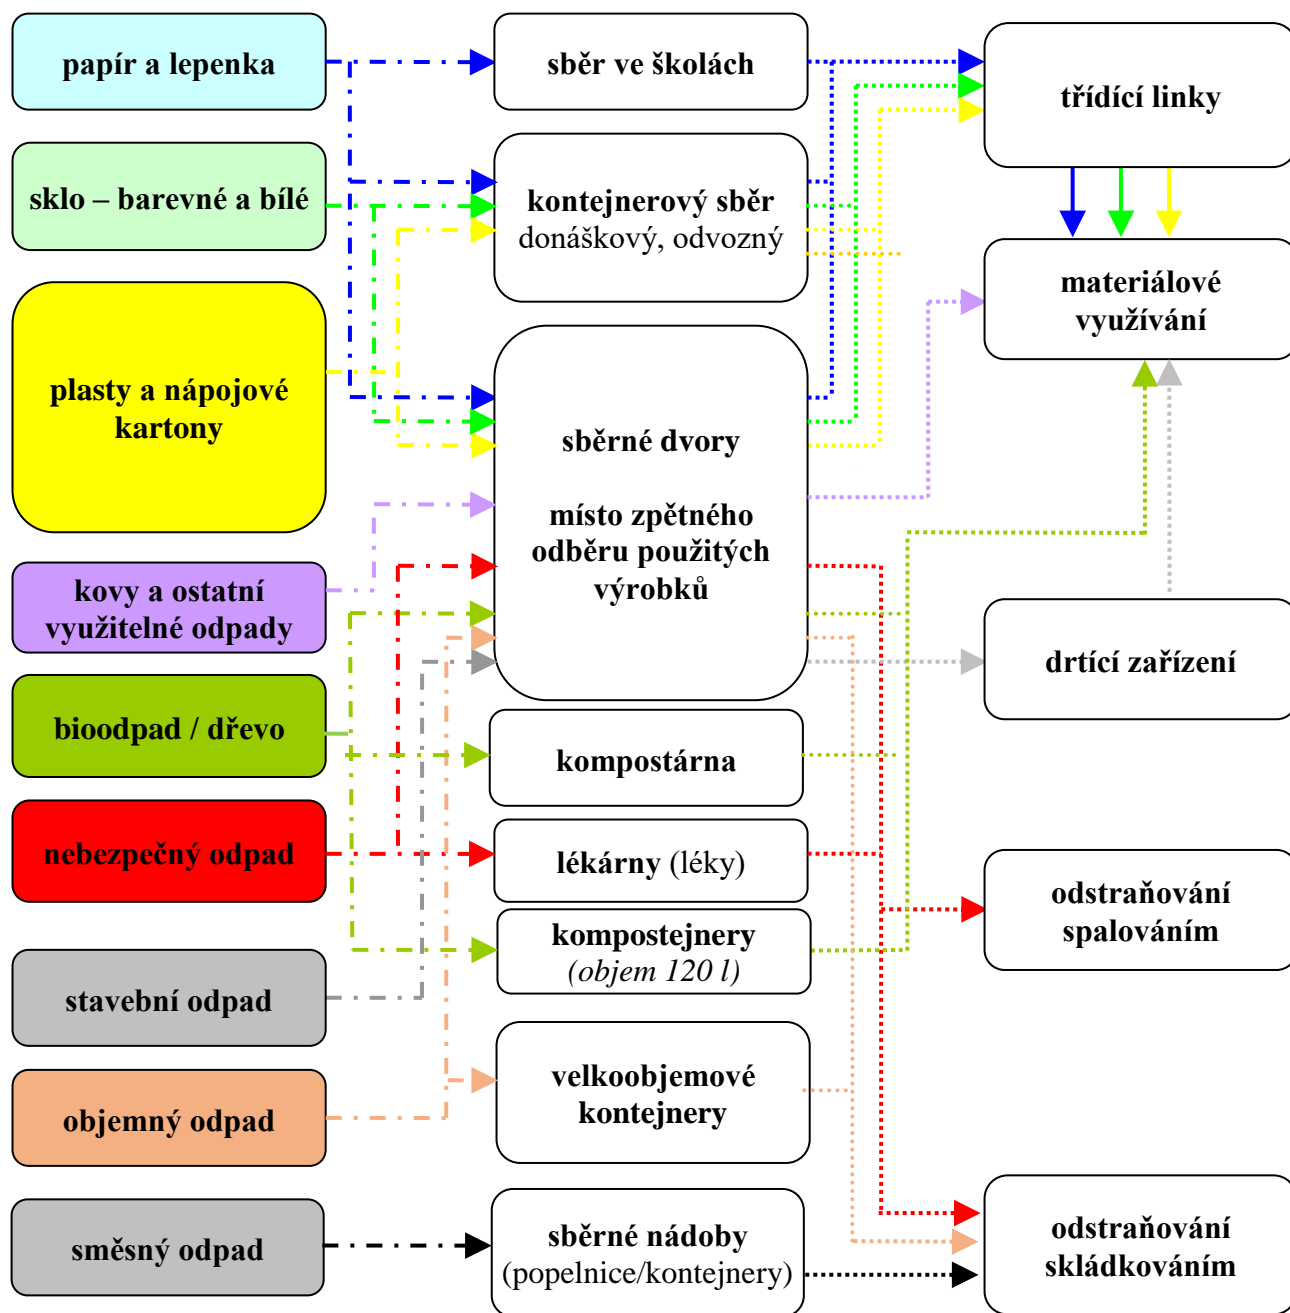 papír a lepenka
sklo – barevné a bílé
plasty a nápojové
kartony
kovy a ostatní
využitelné odpady
bioodpad / dřevo
nebezpečný odpad
stavební odpad
objemný odpad
směsný odpad
sběr ve školách
kontejnerový sběr
donáškový, odvozný
sběrné dvory
místo zpětného
odběru použitých
výrobků
kompostárna
lékárny (léky)
kompostejnery
(objem 120 l)
velkoobjemové
kontejnery
sběrné nádoby
(popelnice/kontejnery)
třídící linky
materiálové
využívání
drtící zařízení
odstraňování
spalováním
odstraňování
skládkováním